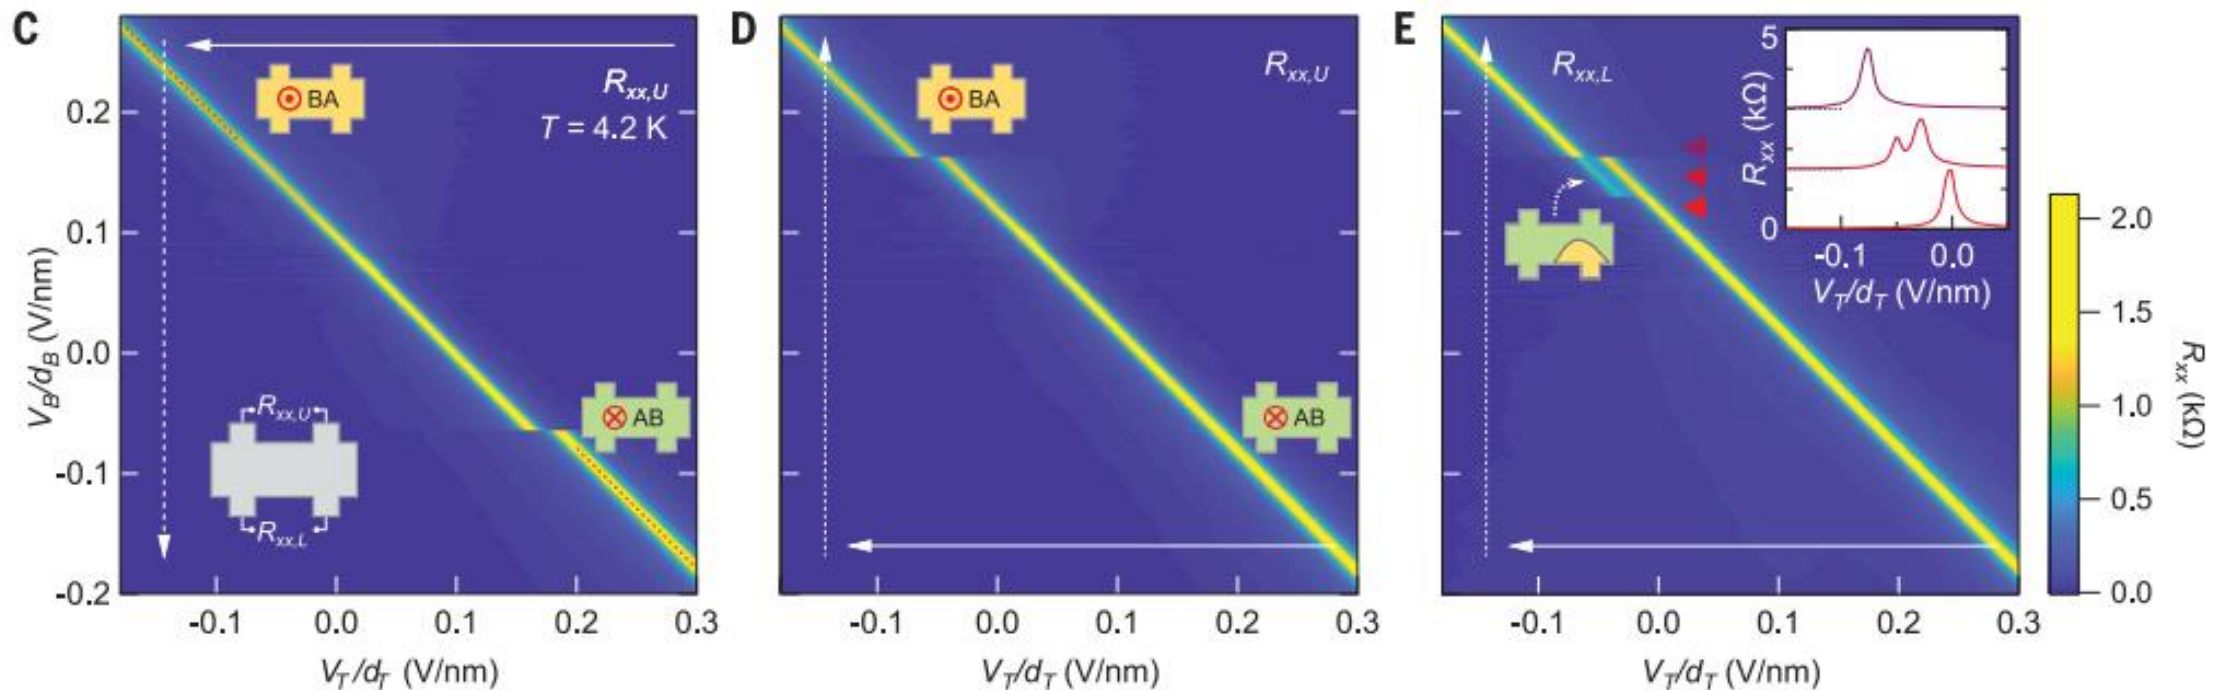 C
V_B/d_B (V/nm)
0.2
0.1
0.0
-0.1
-0.2
-0.1
0.0
0.1
0.2
0.3
V_T/d_T (V/nm)
BA
R_xx,U
T = 4.2 K
AB
R_xx,U
R_xx,L
D
BA
R_xx,U
AB
-0.1
0.0
0.1
0.2
0.3
V_T/d_T (V/nm)
E
R_xx,L
5
0
R_xx (kΩ)
-0.1
0.0
V_T/d_T (V/nm)
-0.1
0.0
0.1
0.2
0.3
V_T/d_T (V/nm)
2.0
1.5
1.0
0.5
0.0
R_xx (kΩ)